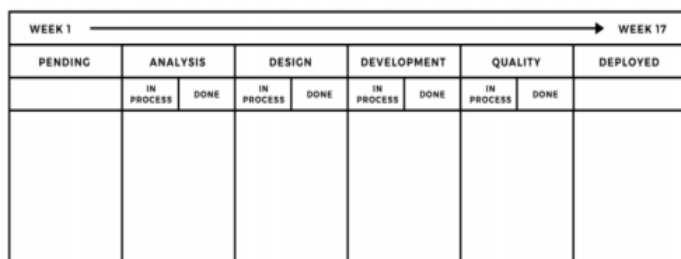 WEEK 1 WEEK 17
PENDING ANALYSIS DESIGN DEVELOPMENT QUALITY DEPLOYED
IN PROCESS DONE IN PROCESS DONE IN PROCESS DONE IN PROCESS DONE